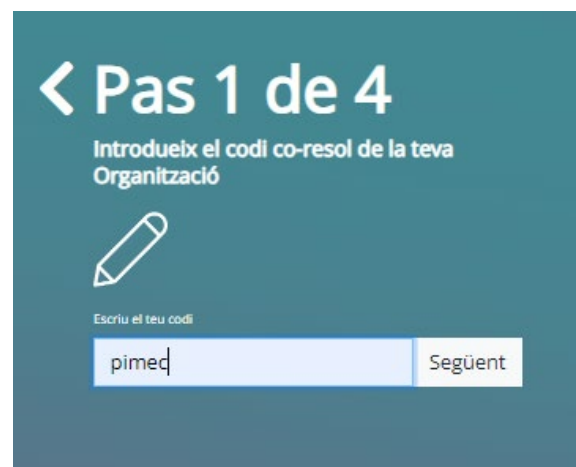 Pas 1 de 4
Introdueix el codi co-resol de la teva
Organització
Escriu el teu codi
pimec
Següent